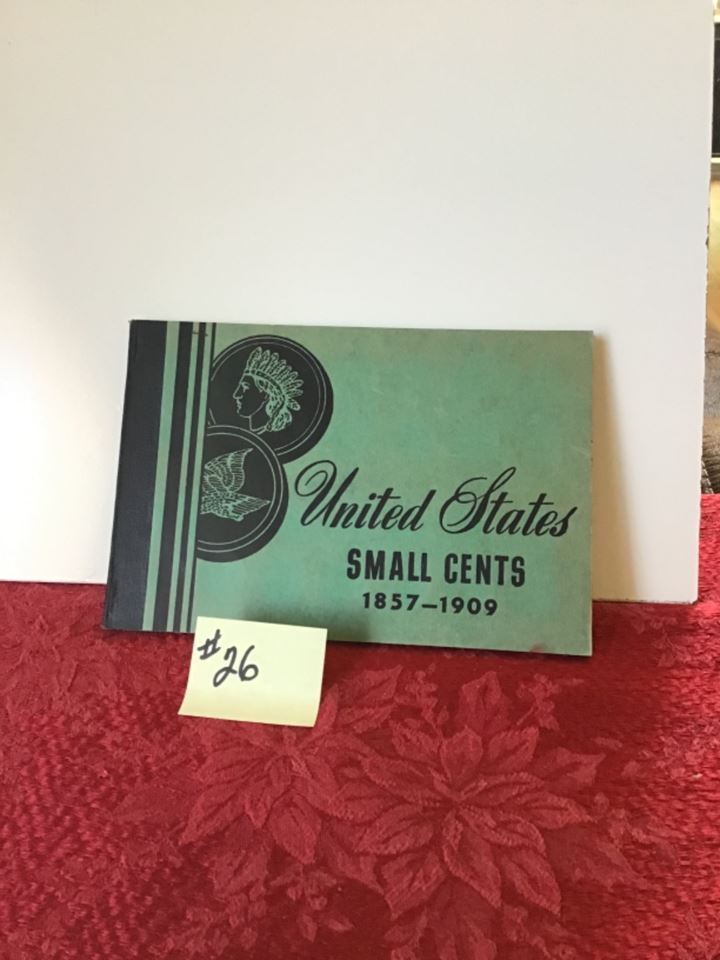 United States
SMALL CENTS
1857–1909
#26